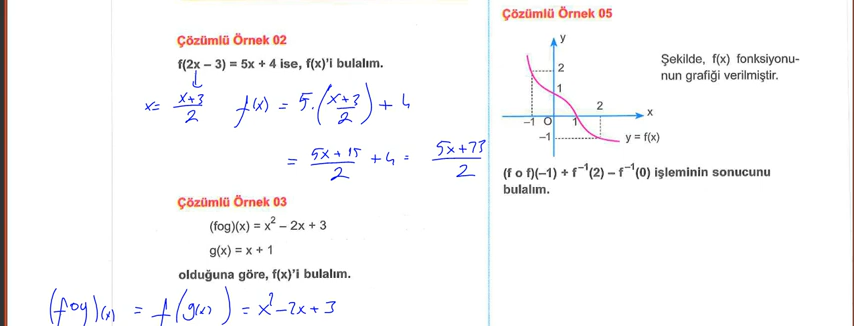 Çözümlü Örnek 02
f(2x – 3) = 5x + 4 ise, f(x)'i bulalım.
x= x+3/2 f(x) = 5.(x+3/2) + 4
= 5x+15/2 + 4 = 5x+73/2
Çözümlü Örnek 03
(fog)(x) = x² – 2x + 3
g(x) = x + 1
olduğuna göre, f(x)'i bulalım.
(fog)(x) = f(g(x)) = x²-2x+3
Çözümlü Örnek 05
y
2
1
2
x
–1 O 1
–1
y = f(x)
Şekilde, f(x) fonksiyonu-
nun grafiği verilmiştir.
(f o f)(–1) + f⁻¹(2) – f⁻¹(0) işleminin sonucunu
bulalım.